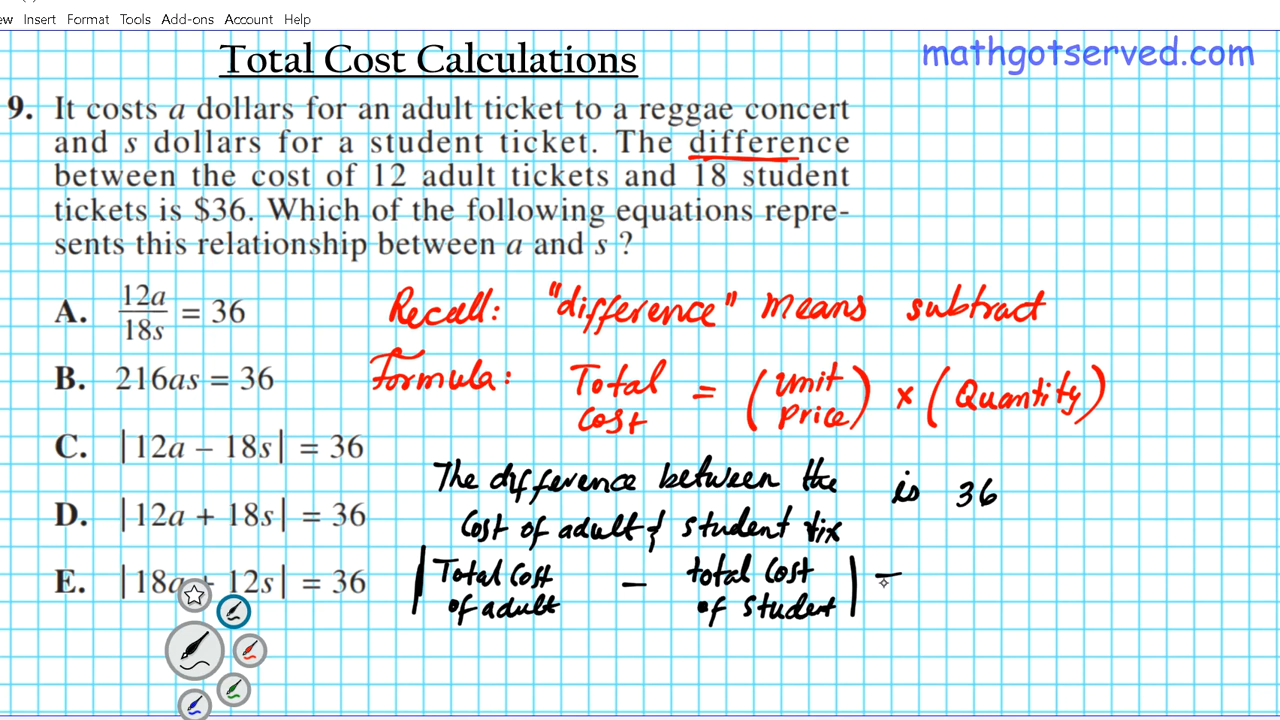 ew Insert Format Tools Add-ons Account Help
Total Cost Calculations
mathgotserved.com
9. It costs a dollars for an adult ticket to a reggae concert
and s dollars for a student ticket. The difference
between the cost of 12 adult tickets and 18 student
tickets is $36. Which of the following equations repre-
sents this relationship between a and s ?
A. 12a/18s = 36
B. 216as = 36
C. |12a – 18s| = 36
D. |12a + 18s| = 36
E. |18a + 12s| = 36
Recall: "difference" means subtract
Formula: Total Cost = (unit price) × (Quantity)
The difference between the is 36
cost of adult & student tix
|Total Cost of adult − total cost of student| =